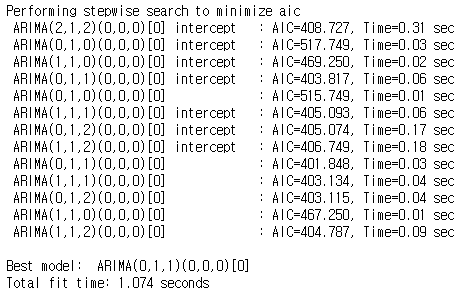 Performing stepwise search to minimize aic
 ARIMA(2,1,2)(0,0,0)[0] intercept   : AIC=408.727, Time=0.31 sec
 ARIMA(0,1,0)(0,0,0)[0] intercept   : AIC=517.749, Time=0.03 sec
 ARIMA(1,1,0)(0,0,0)[0] intercept   : AIC=469.250, Time=0.02 sec
 ARIMA(0,1,1)(0,0,0)[0] intercept   : AIC=403.817, Time=0.06 sec
 ARIMA(0,1,0)(0,0,0)[0]             : AIC=515.749, Time=0.01 sec
 ARIMA(1,1,1)(0,0,0)[0] intercept   : AIC=405.093, Time=0.06 sec
 ARIMA(0,1,2)(0,0,0)[0] intercept   : AIC=405.074, Time=0.17 sec
 ARIMA(1,1,2)(0,0,0)[0] intercept   : AIC=406.749, Time=0.18 sec
 ARIMA(0,1,1)(0,0,0)[0]             : AIC=401.848, Time=0.03 sec
 ARIMA(1,1,1)(0,0,0)[0]             : AIC=403.134, Time=0.04 sec
 ARIMA(0,1,2)(0,0,0)[0]             : AIC=403.115, Time=0.04 sec
 ARIMA(1,1,0)(0,0,0)[0]             : AIC=467.250, Time=0.01 sec
 ARIMA(1,1,2)(0,0,0)[0]             : AIC=404.787, Time=0.09 sec

Best model:  ARIMA(0,1,1)(0,0,0)[0]
Total fit time: 1.074 seconds